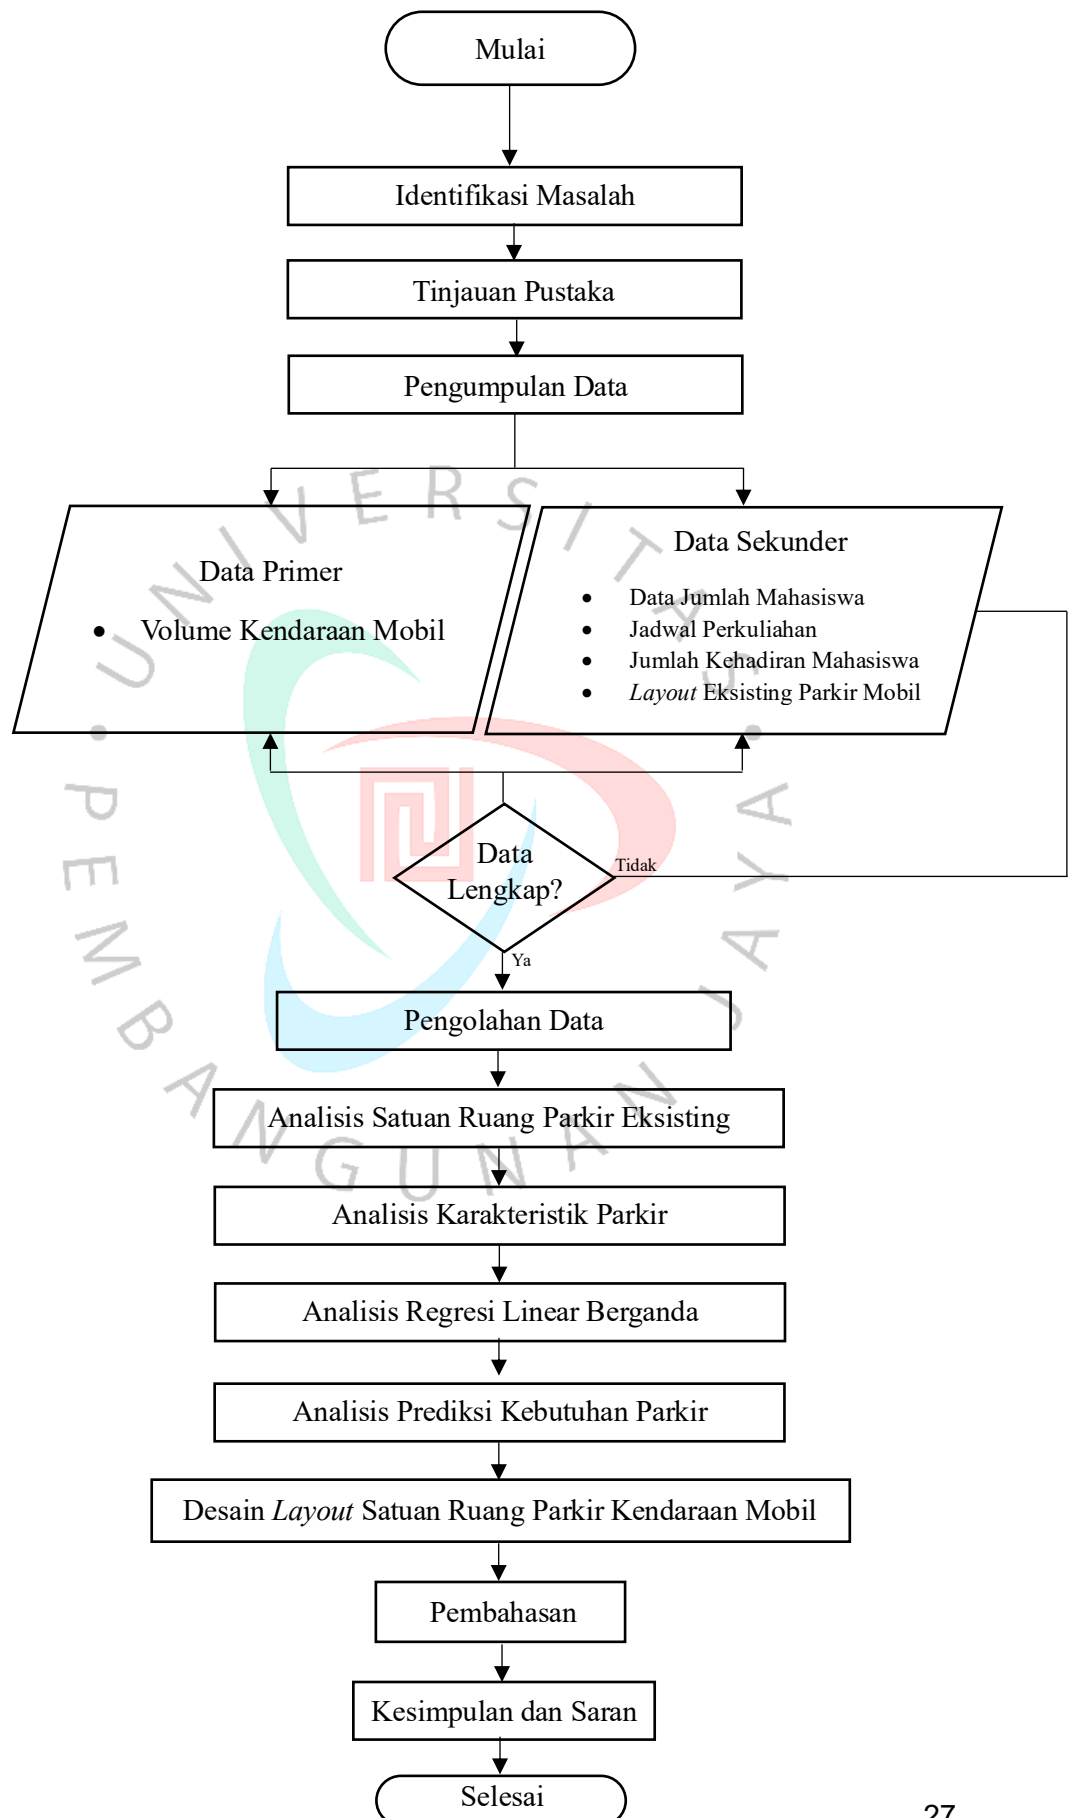 Mulai
Identifikasi Masalah
Tinjauan Pustaka
Pengumpulan Data
Data Primer
• Volume Kendaraan Mobil
Data Sekunder
• Data Jumlah Mahasiswa
• Jadwal Perkuliahan
• Jumlah Kehadiran Mahasiswa
• Layout Eksisting Parkir Mobil
Data
Lengkap?
Tidak
Ya
Pengolahan Data
Analisis Satuan Ruang Parkir Eksisting
Analisis Karakteristik Parkir
Analisis Regresi Linear Berganda
Analisis Prediksi Kebutuhan Parkir
Desain Layout Satuan Ruang Parkir Kendaraan Mobil
Pembahasan
Kesimpulan dan Saran
Selesai
27
UNIVERSITAS • PEMBANGUNAN JAYA •